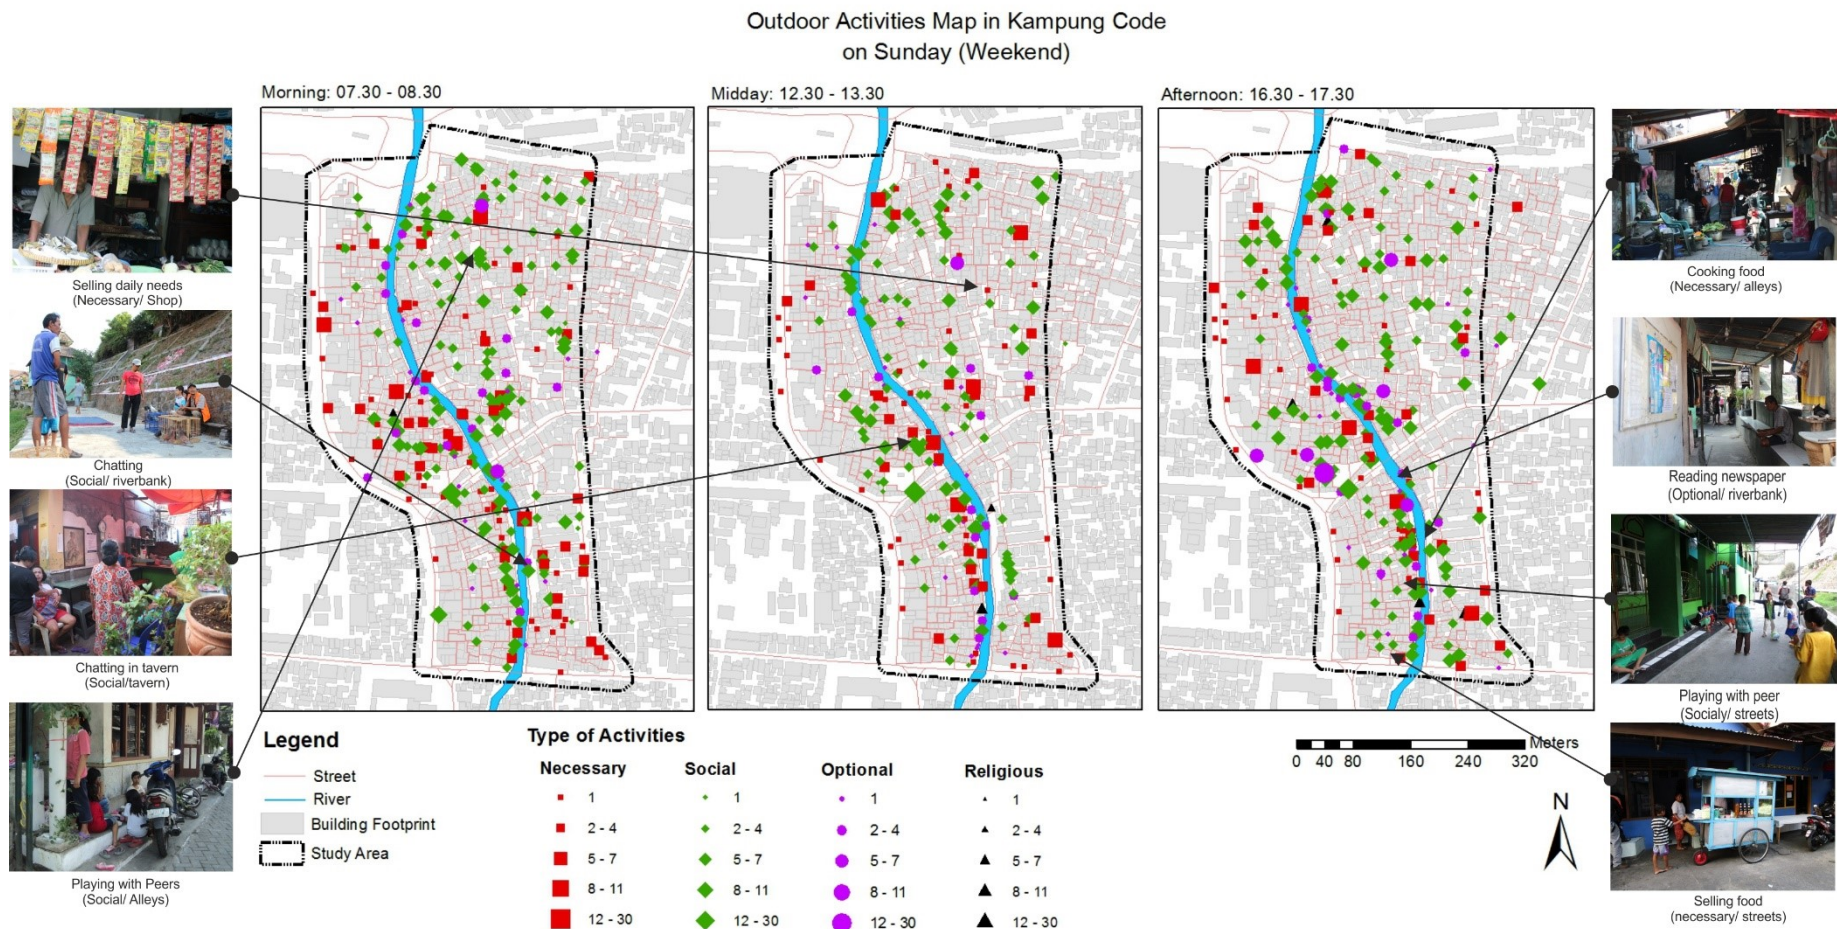 Outdoor Activities Map in Kampung Code
on Sunday (Weekend)
Morning: 07.30 - 08.30
Midday: 12.30 - 13.30
Afternoon: 16.30 - 17.30
Selling daily needs
(Necessary/ Shop)
Chatting
(Social/ riverbank)
Chatting in tavern
(Social/tavern)
Playing with Peers
(Social/ Alleys)
Cooking food
(Necessary/ alleys)
Reading newspaper
(Optional/ riverbank)
Playing with peer
(Socialy/ streets)
Selling food
(necessary/ streets)
Legend
Street
River
Building Footprint
Study Area
Type of Activities
Necessary
1
2 - 4
5 - 7
8 - 11
12 - 30
Social
1
2 - 4
5 - 7
8 - 11
12 - 30
Optional
1
2 - 4
5 - 7
8 - 11
12 - 30
Religious
1
2 - 4
5 - 7
8 - 11
12 - 30
Meters
0 40 80 160 240 320
N